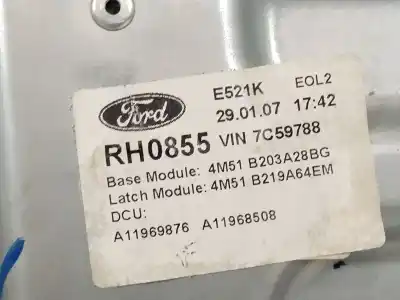 Ford
E521K EOL2
29.01.07 17:42
RH0855 VIN 7C59788
Base Module: 4M51 B203A28BG
Latch Module: 4M51 B219A64EM
DCU:
A11969876 A11968508